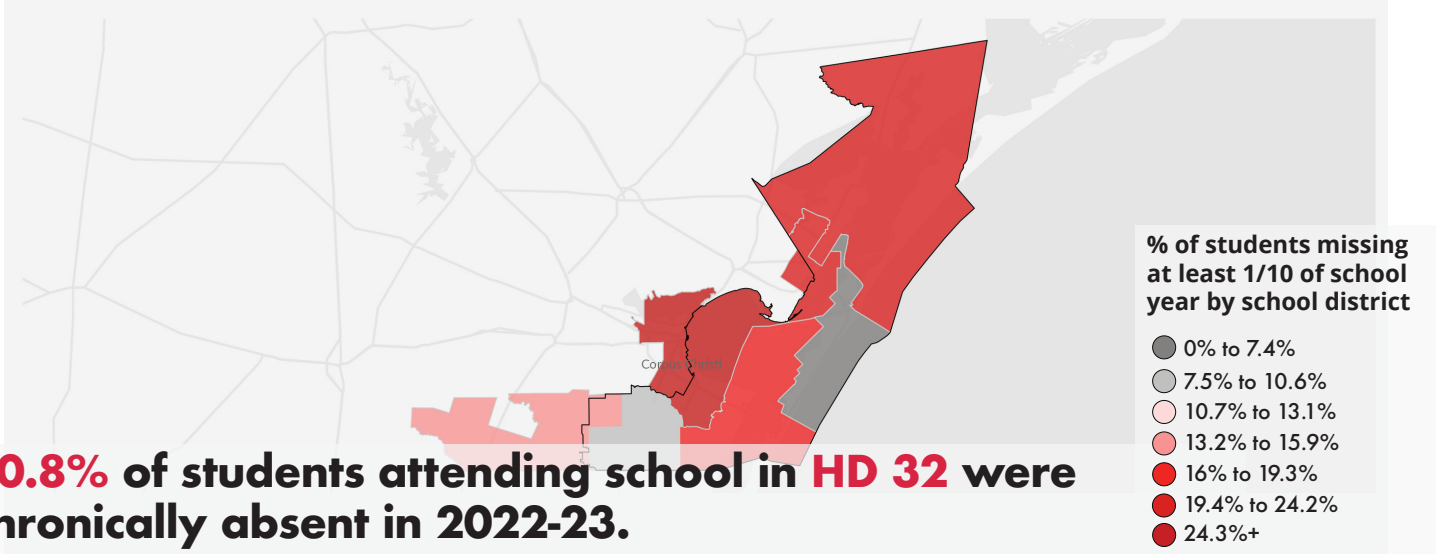 Corpus Christi
% of students missing
at least 1/10 of school
year by school district
0% to 7.4%
7.5% to 10.6%
10.7% to 13.1%
13.2% to 15.9%
16% to 19.3%
19.4% to 24.2%
24.3%+
0.8% of students attending school in HD 32 were
hronically absent in 2022-23.